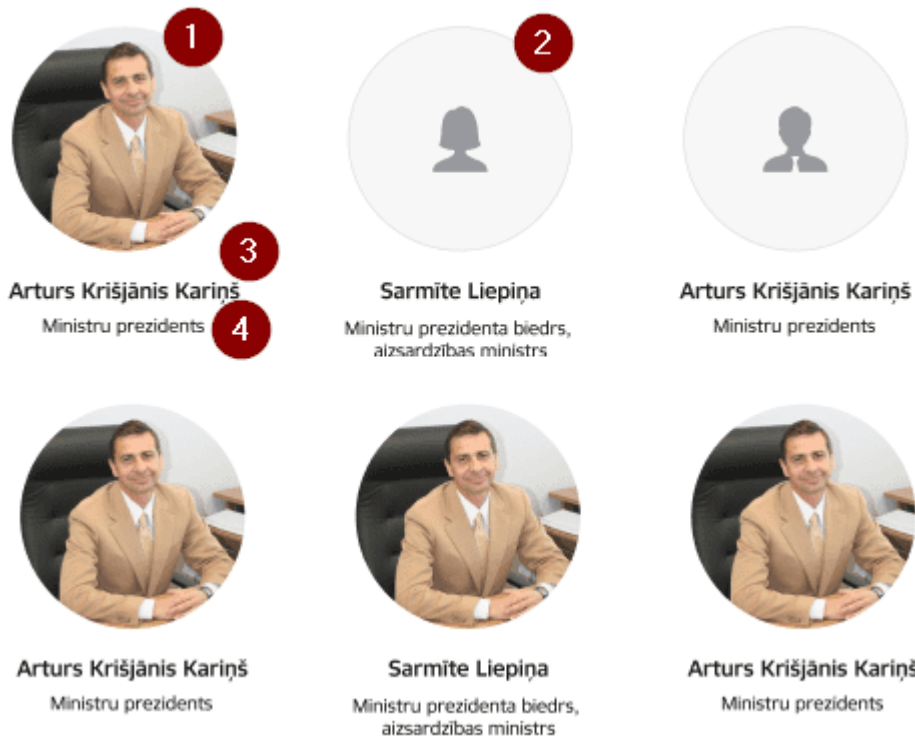 1
2
3
Arturs Krišjānis Kariņš
Sarmīte Liepiņa
Arturs Krišjānis Kariņš
Ministru prezidents
4
Ministru prezidenta biedrs,
aizsardzības ministrs
Ministru prezidents
Arturs Krišjānis Kariņš
Sarmīte Liepiņa
Arturs Krišjānis Kariņš
Ministru prezidents
Ministru prezidenta biedrs,
aizsardzības ministrs
Ministru prezidents